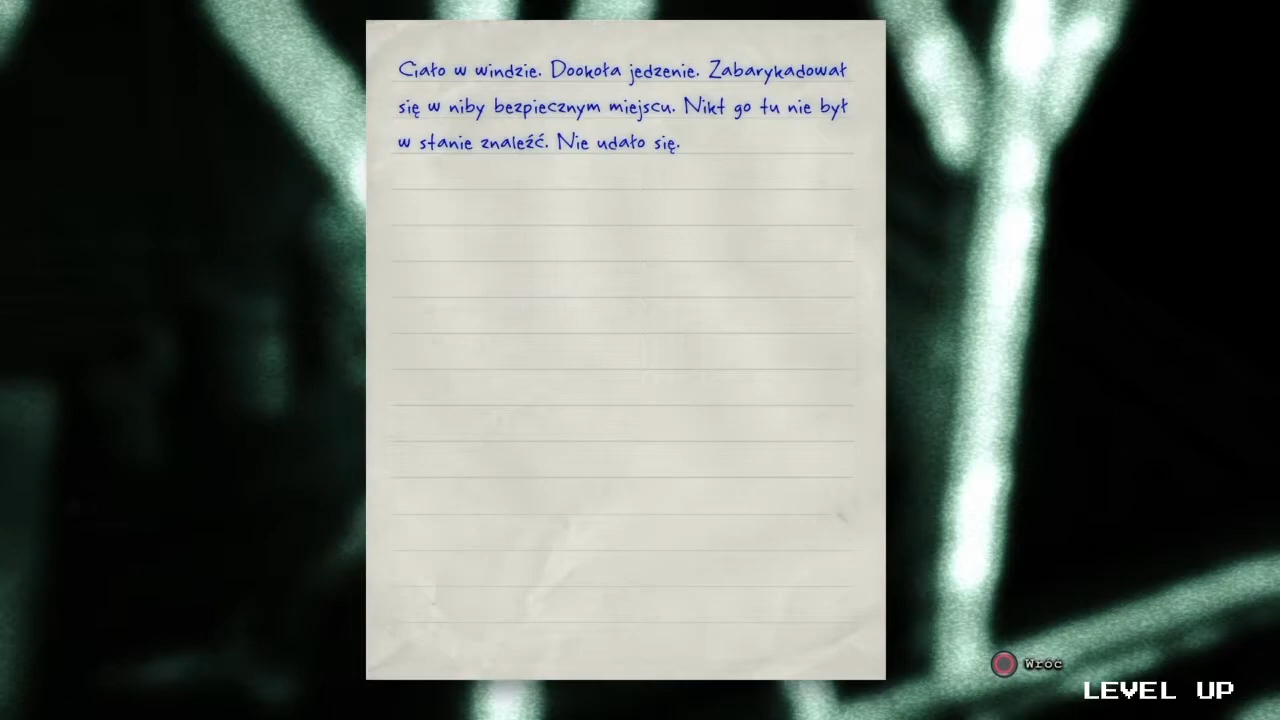 Ciało w windzie. Dookoła jedzenie. Zabarykadował
się w niby bezpiecznym miejscu. Nikt go tu nie był
w stanie znaleźć. Nie udało się.
Wróc
LEVEL UP